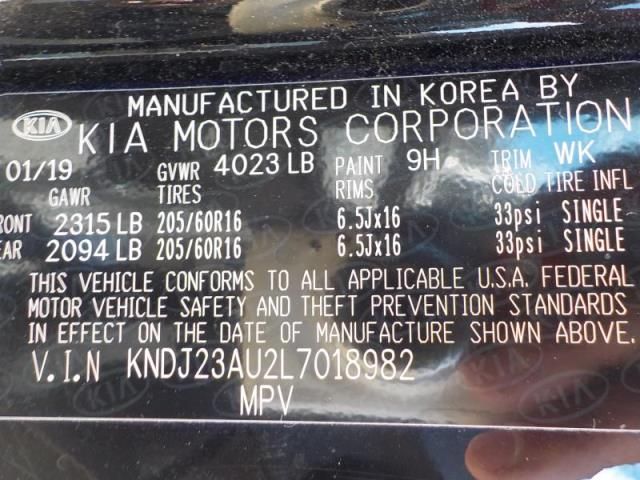 MANUFACTURED IN KOREA BY
KIA KIA MOTORS CORPORATION
01/19 GVWR 4023 LB PAINT 9H TRIM WK
GAWR TIRES RIMS COLD TIRE INFL
RONT 2315 LB 205/60R16 6.5Jx16 33psi SINGLE
EAR 2094 LB 205/60R16 6.5Jx16 33psi SINGLE
THIS VEHICLE CONFORMS TO ALL APPLICABLE U.S.A. FEDERAL
MOTOR VEHICLE SAFETY AND THEFT PREVENTION STANDARDS
IN EFFECT ON THE DATE OF MANUFACTURE SHOWN ABOVE.
V.I.N KNDJ23AU2L7018982
MPV